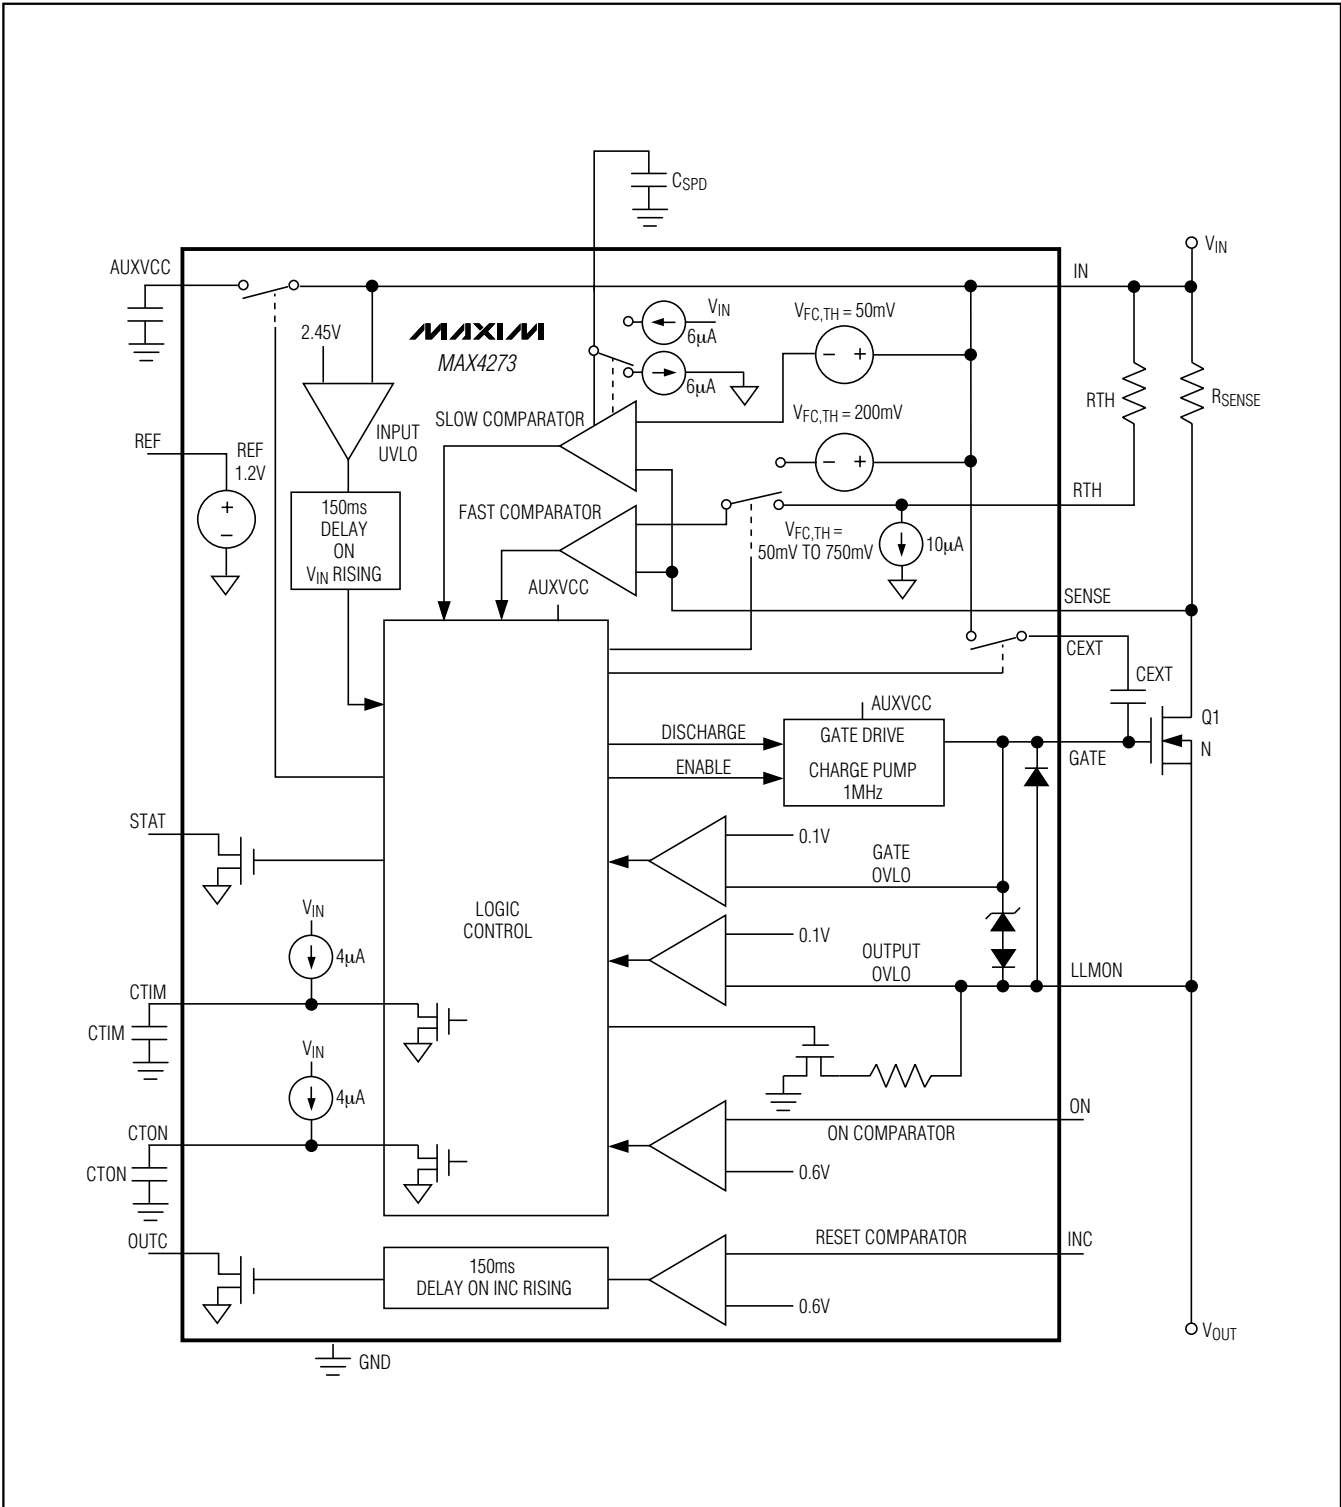 CSPD
AUXVCC
IN
VIN
2.45V
MAXIM
MAX4273
VIN
6µA
6µA
VFC,TH = 50mV
RTH
RSENSE
VFC,TH = 200mV
SLOW COMPARATOR
INPUT
UVLO
REF
REF
1.2V
+
–
– +
– +
150ms
DELAY
ON
VIN RISING
FAST COMPARATOR
RTH
VFC,TH =
50mV TO 750mV
10µA
AUXVCC
SENSE
CEXT
CEXT
AUXVCC
Q1
N
DISCHARGE
ENABLE
GATE DRIVE
CHARGE PUMP
1MHz
GATE
STAT
0.1V
GATE
OVLO
LOGIC
CONTROL
VIN
4µA
0.1V
OUTPUT
OVLO
LLMON
CTIM
CTIM
VIN
4µA
CTON
CTON
ON
ON COMPARATOR
0.6V
OUTC
150ms
DELAY ON INC RISING
RESET COMPARATOR
INC
0.6V
VOUT
GND